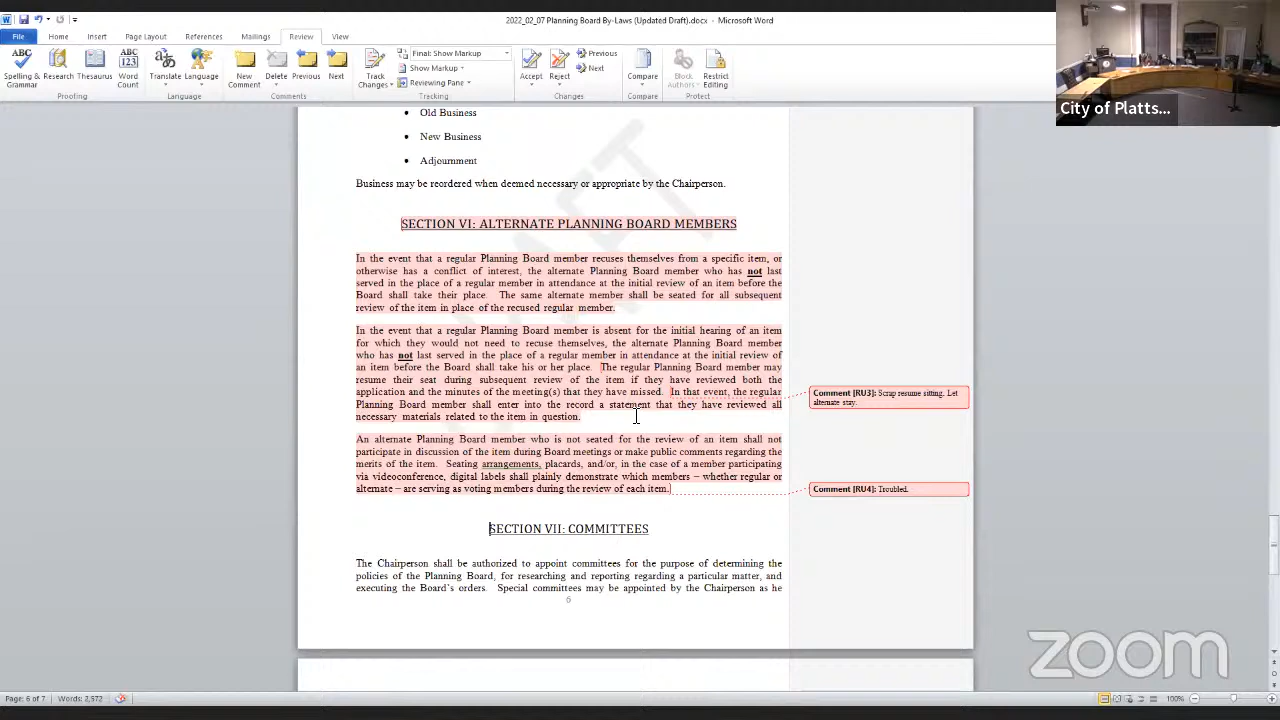 2022_02_07 Planning Board By-Laws (Updated Draft).docx - Microsoft Word
File Home Insert Page Layout References Mailings Review View
Spelling & Grammar Research Thesaurus Word Count Translate Language New Comment Delete Previous Next Track Changes Final: Show Markup Show Markup Reviewing Pane Accept Reject Previous Next Compare Block Authors Restrict Editing
Proofing Language Comments Tracking Changes Compare Protect
City of Platts...
• Old Business
• New Business
• Adjournment
Business may be reordered when deemed necessary or appropriate by the Chairperson.
SECTION VI: ALTERNATE PLANNING BOARD MEMBERS
In the event that a regular Planning Board member recuses themselves from a specific item, or
otherwise has a conflict of interest, the alternate Planning Board member who has not last
served in the place of a regular member in attendance at the initial review of an item before the
Board shall take their place. The same alternate member shall be seated for all subsequent
review of the item in place of the recused regular member.
In the event that a regular Planning Board member is absent for the initial hearing of an item
for which they would not need to recuse themselves, the alternate Planning Board member
who has not last served in the place of a regular member in attendance at the initial review of
an item before the Board shall take his or her place. The regular Planning Board member may
resume their seat during subsequent review of the item if they have reviewed both the
application and the minutes of the meeting(s) that they have missed. In that event, the regular
Planning Board member shall enter into the record a statement that they have reviewed all
necessary materials related to the item in question.
Comment [RU3]: Scrap resume sitting. Let
alternate stay.
An alternate Planning Board member who is not seated for the review of an item shall not
participate in discussion of the item during Board meetings or make public comments regarding the
merits of the item. Seating arrangements, placards, and/or, in the case of a member participating
via videoconference, digital labels shall plainly demonstrate which members – whether regular or
alternate – are serving as voting members during the review of each item.
Comment [RU4]: Troubled.
SECTION VII: COMMITTEES
The Chairperson shall be authorized to appoint committees for the purpose of determining the
policies of the Planning Board, for researching and reporting regarding a particular matter, and
executing the Board's orders. Special committees may be appointed by the Chairperson as he
6
zoom
Page: 6 of 7 Words: 2,572 100%